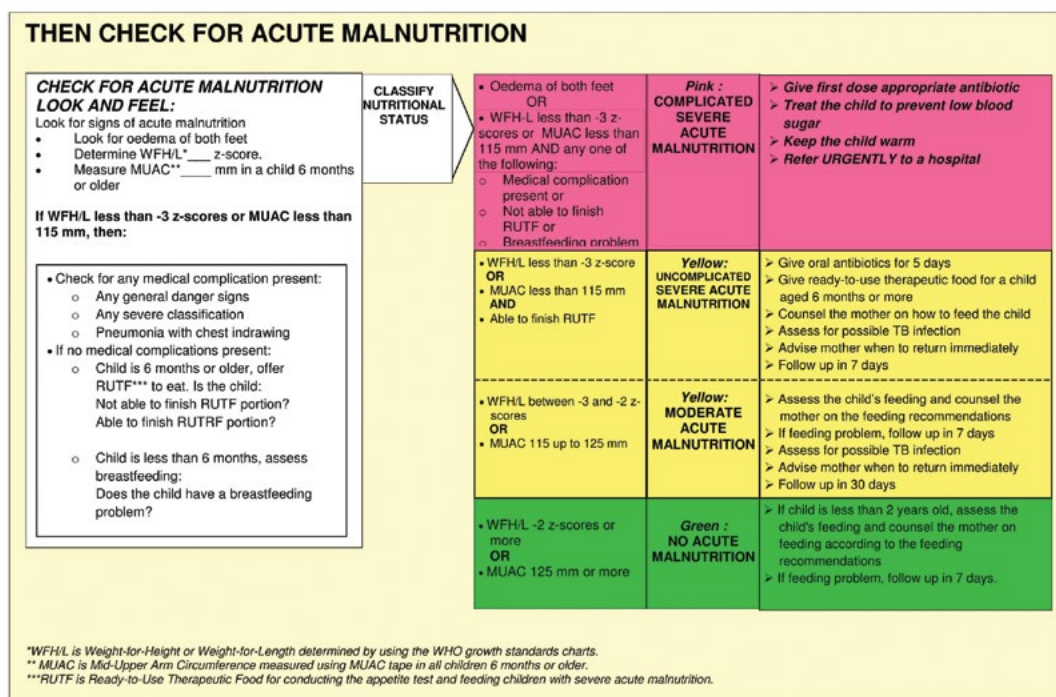 THEN CHECK FOR ACUTE MALNUTRITION
CHECK FOR ACUTE MALNUTRITION
LOOK AND FEEL:
Look for signs of acute malnutrition
• Look for oedema of both feet
• Determine WFH/L*___ z-score.
• Measure MUAC**____ mm in a child 6 months
or older
If WFH/L less than -3 z-scores or MUAC less than
115 mm, then:
• Check for any medical complication present:
o Any general danger signs
o Any severe classification
o Pneumonia with chest indrawing
• If no medical complications present:
o Child is 6 months or older, offer
RUTF*** to eat. Is the child:
Not able to finish RUTF portion?
Able to finish RUTRF portion?
o Child is less than 6 months, assess
breastfeeding:
Does the child have a breastfeeding
problem?
CLASSIFY
NUTRITIONAL
STATUS
• Oedema of both feet
OR
• WFH-L less than -3 z-
scores or MUAC less than
115 mm AND any one of
the following:
o Medical complication
present or
o Not able to finish
RUTF or
o Breastfeeding problem
Pink :
COMPLICATED
SEVERE
ACUTE
MALNUTRITION
➢ Give first dose appropriate antibiotic
➢ Treat the child to prevent low blood
sugar
➢ Keep the child warm
➢ Refer URGENTLY to a hospital
• WFH/L less than -3 z-score
OR
• MUAC less than 115 mm
AND
• Able to finish RUTF
Yellow:
UNCOMPLICATED
SEVERE ACUTE
MALNUTRITION
➢ Give oral antibiotics for 5 days
➢ Give ready-to-use therapeutic food for a child
aged 6 months or more
➢ Counsel the mother on how to feed the child
➢ Assess for possible TB infection
➢ Advise mother when to return immediately
➢ Follow up in 7 days
• WFH/L between -3 and -2 z-
scores
OR
• MUAC 115 up to 125 mm
Yellow:
MODERATE
ACUTE
MALNUTRITION
➢ Assess the child's feeding and counsel the
mother on the feeding recommendations
➢ If feeding problem, follow up in 7 days
➢ Assess for possible TB infection
➢ Advise mother when to return immediately
➢ Follow up in 30 days
• WFH/L -2 z-scores or
more
OR
• MUAC 125 mm or more
Green :
NO ACUTE
MALNUTRITION
➢ If child is less than 2 years old, assess the
child's feeding and counsel the mother on
feeding according to the feeding
recommendations
➢ If feeding problem, follow up in 7 days.
*WFH/L is Weight-for-Height or Weight-for-Length determined by using the WHO growth standards charts.
** MUAC is Mid-Upper Arm Circumference measured using MUAC tape in all children 6 months or older.
***RUTF is Ready-to-Use Therapeutic Food for conducting the appetite test and feeding children with severe acute malnutrition.